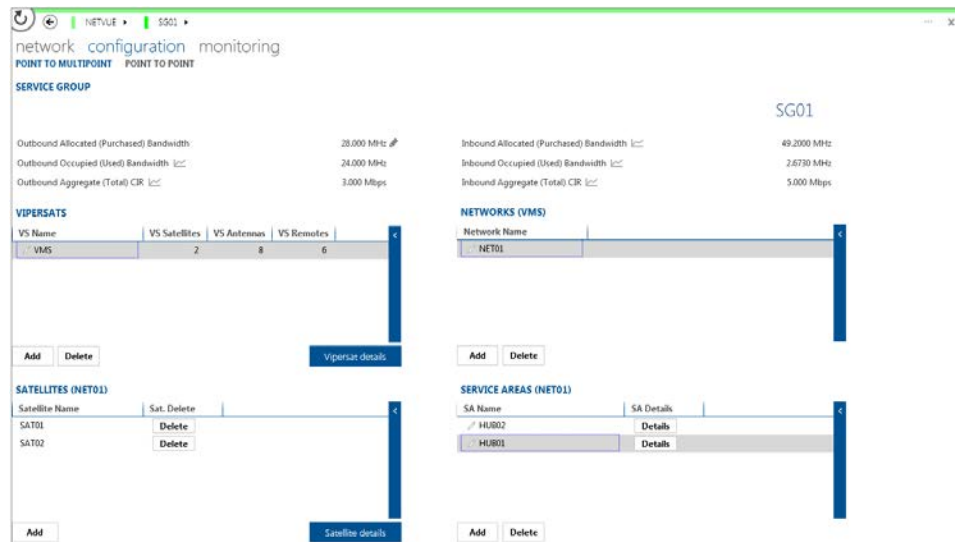 NETVUE SG01
... x
network configuration monitoring
POINT TO MULTIPOINT POINT TO POINT
SERVICE GROUP
SG01
Outbound Allocated (Purchased) Bandwidth 28.000 MHz
Outbound Occupied (Used) Bandwidth 24.000 MHz
Outbound Aggregate (Total) CIR 3.000 Mbps
Inbound Allocated (Purchased) Bandwidth 49.2000 MHz
Inbound Occupied (Used) Bandwidth 2.6730 MHz
Inbound Aggregate (Total) CIR 5.000 Mbps
VIPERSATS
VS Name VS Satellites VS Antennas VS Remotes
VMS 2 8 6
Add Delete Vipersat details
NETWORKS (VMS)
Network Name
NET01
Add Delete
SATELLITES (NET01)
Satellite Name Sat. Delete
SAT01 Delete
SAT02 Delete
Add Satellite details
SERVICE AREAS (NET01)
SA Name SA Details
HUB02 Details
HUB01 Details
Add Delete